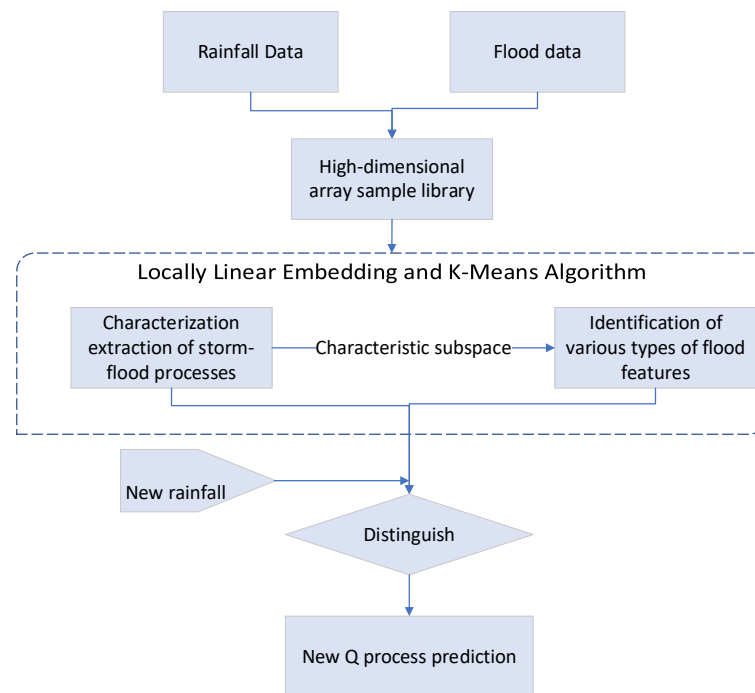 Rainfall Data
Flood data
High-dimensional
array sample library
Locally Linear Embedding and K-Means Algorithm
Characterization
extraction of storm-
flood processes
Characteristic subspace
Identification of
various types of flood
features
New rainfall
Distinguish
New Q process prediction